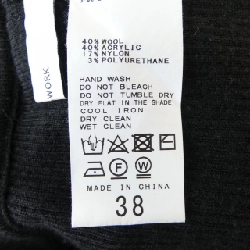 40%WOOL
40%ACRYLIC
17%NYLON
3%POLYURETHANE
HAND WASH
DO NOT BLEACH
DO NOT TUMBLE DRY
DRY FLAT IN THE SHADE
COOL IRON
DRY CLEAN
WET CLEAN
F
W
MADE IN CHINA
38
WORK